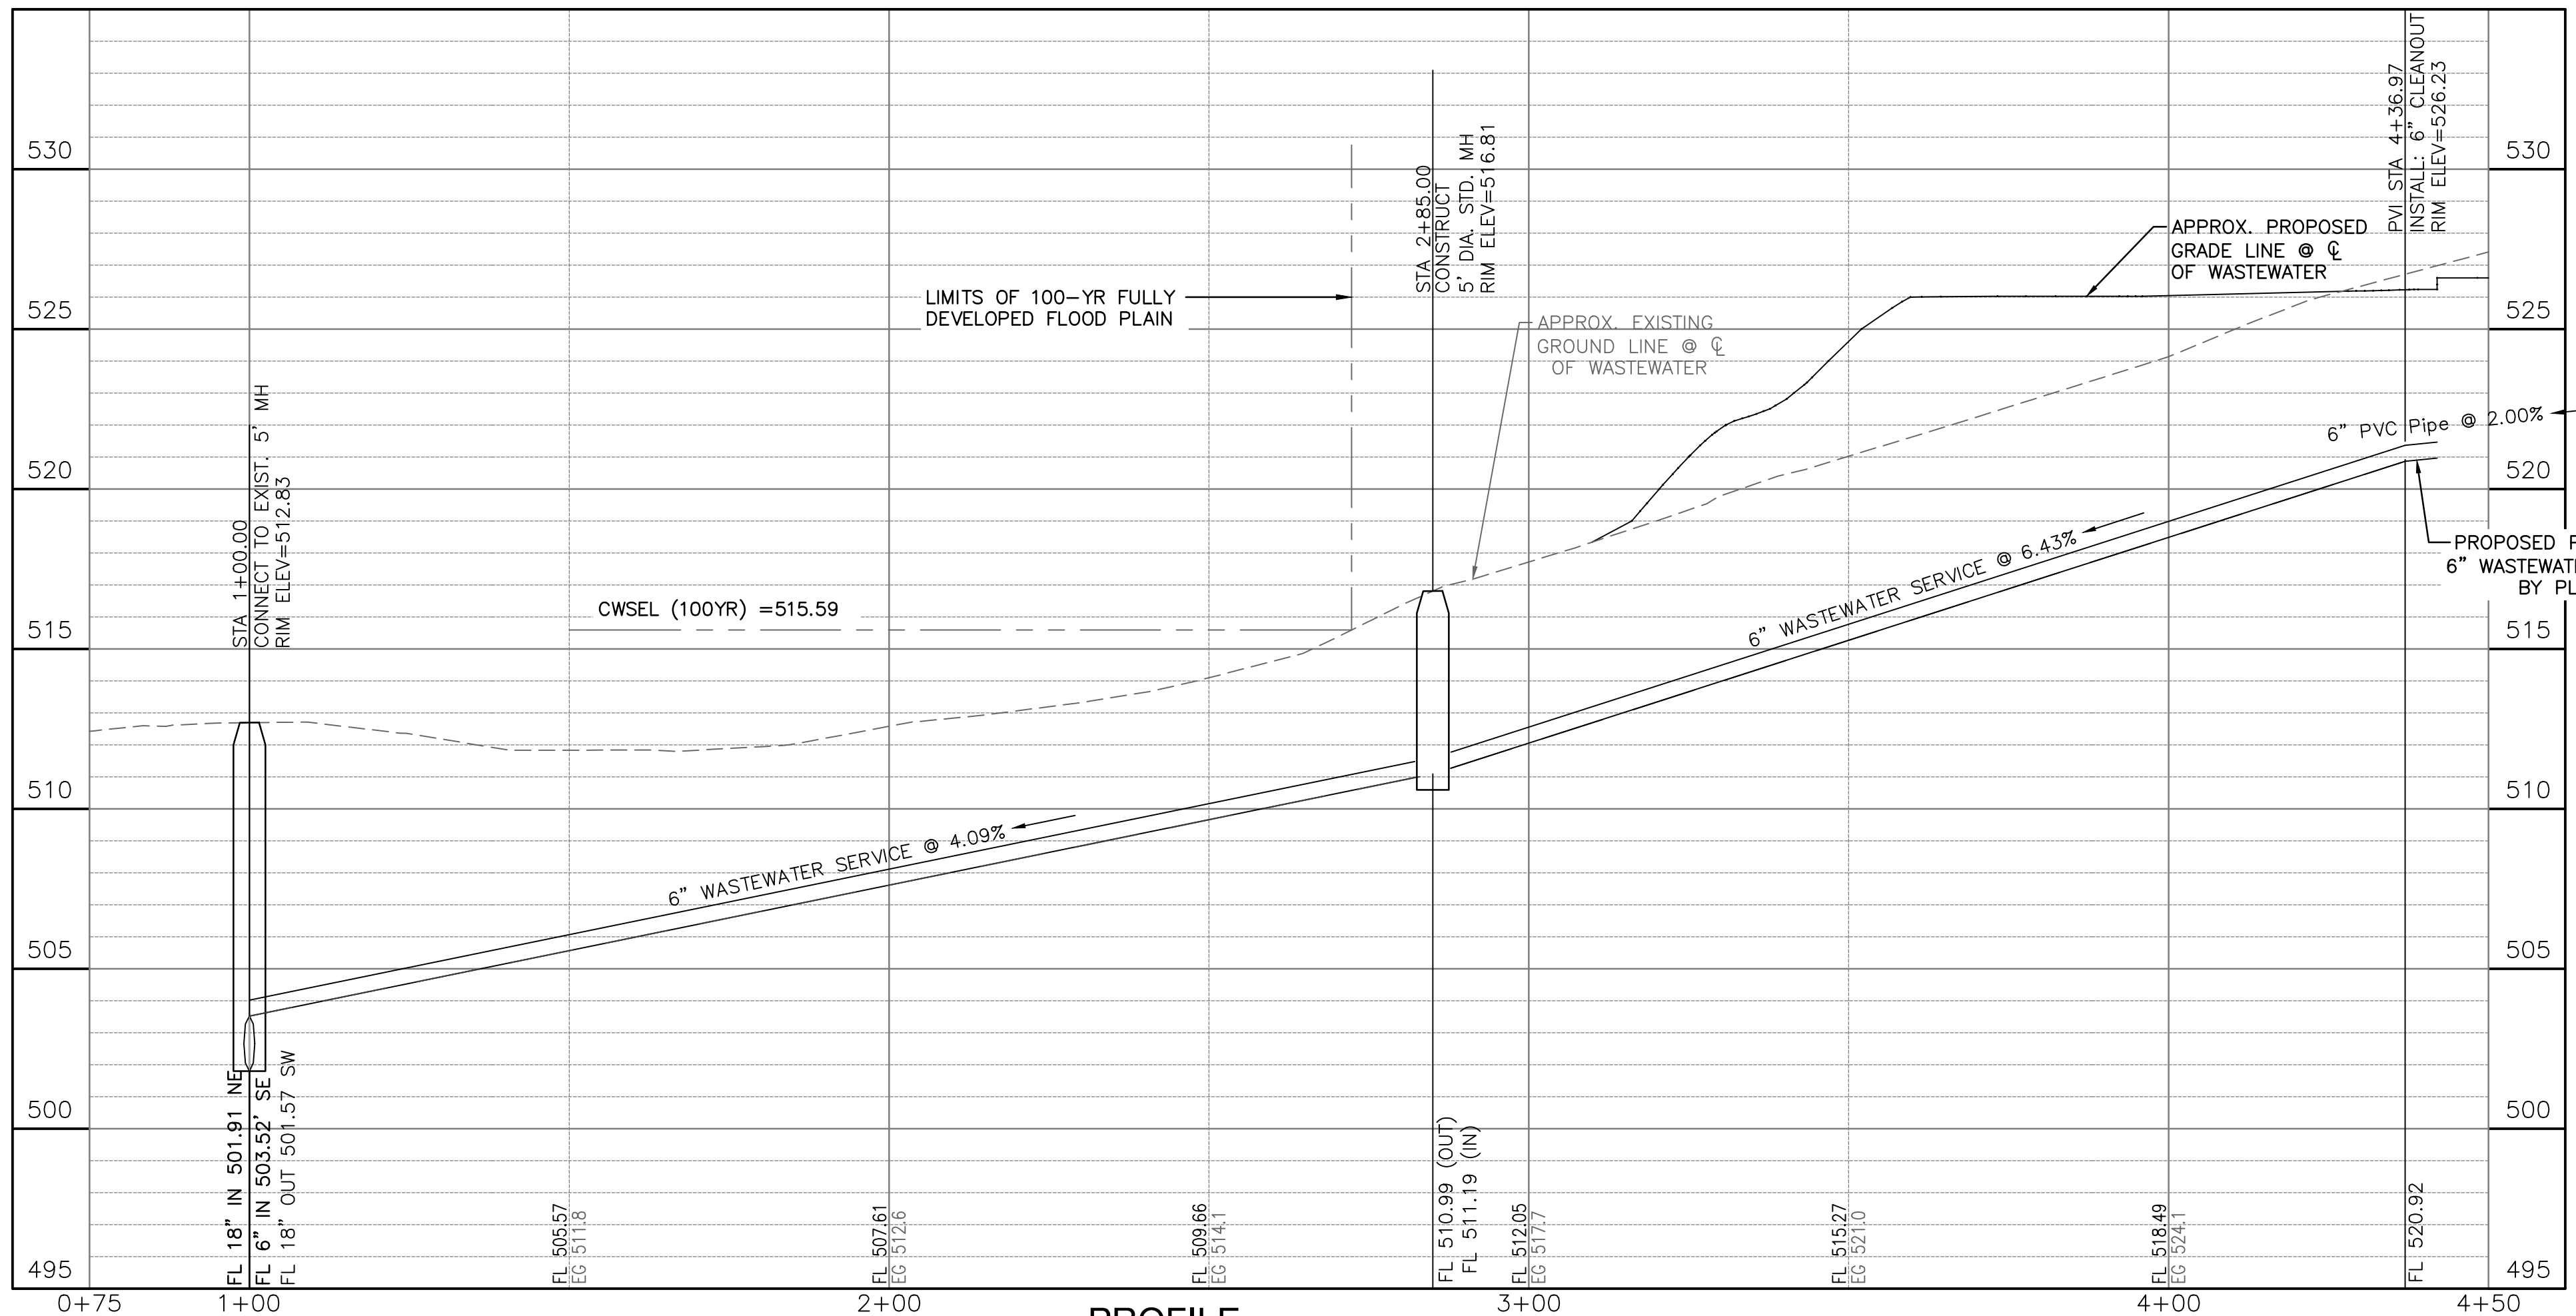 PVI STA 4+36.97
INSTALL: 6" CLEANOUT
RIM ELEV=526.23
530
530
STA 2+85.00
CONSTRUCT
5' DIA. STD. MH
RIM ELEV=516.81
APPROX. PROPOSED
GRADE LINE @ ℄
OF WASTEWATER
LIMITS OF 100-YR FULLY
DEVELOPED FLOOD PLAIN
525
525
APPROX. EXISTING
GROUND LINE @ ℄
OF WASTEWATER
STA 1+00.00
CONNECT TO EXIST. 5' MH
RIM ELEV=512.83
6" PVC Pipe @ 2.00%
520
520
PROPOSED
6"
BY
6" WASTEWATER SERVICE @ 6.43%
CWSEL (100YR) =515.59
515
515
510
510
6" WASTEWATER SERVICE @ 4.09%
505
505
500
500
FL 18" IN 501.91 NE
FL 6" IN 503.52' SE
FL 18" OUT 501.57 SW
FL 505.57
EG 511.8
FL 507.61
EG 512.6
FL 509.66
EG 514.1
FL 510.99 (OUT)
FL 511.19 (IN)
FL 512.05
EG 517.7
FL 515.27
EG 521.0
FL 518.49
EG 524.1
FL 520.92
495
495
0+75
1+00
2+00
3+00
4+00
4+50
PROFILE